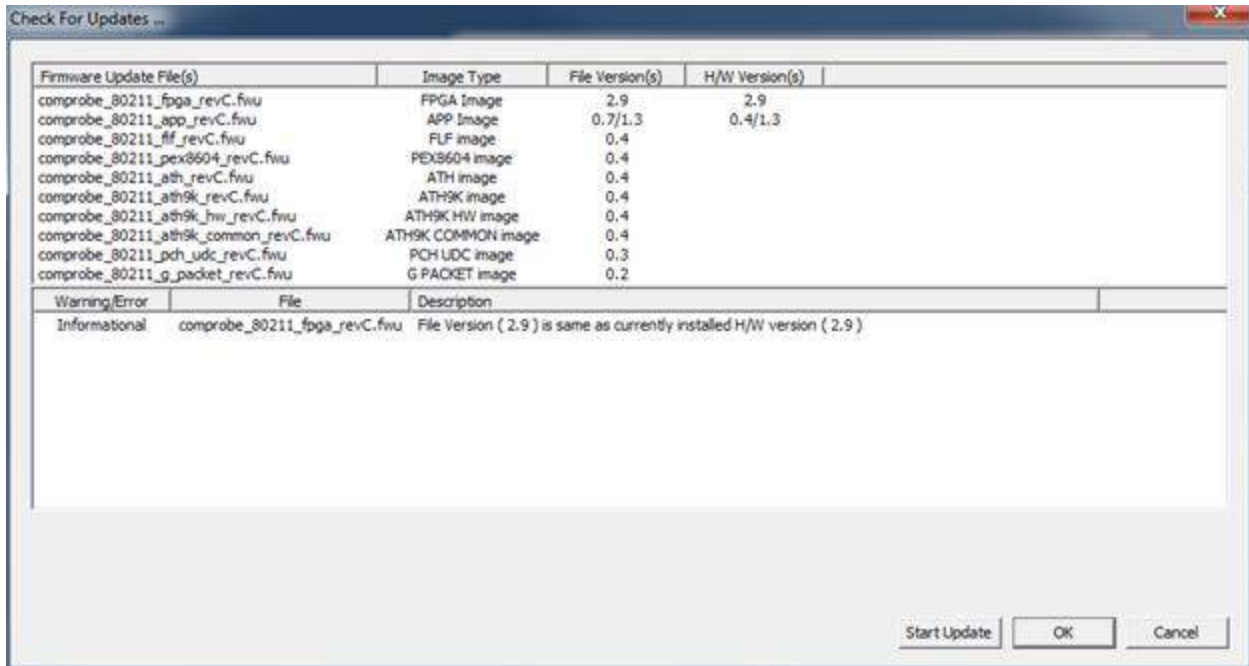 Check For Updates ...
Firmware Update File(s) Image Type File Version(s) H/W Version(s)
comprobe_80211_fpga_revC.fwu FPGA Image 2.9 2.9
comprobe_80211_app_revC.fwu APP Image 0.7/1.3 0.4/1.3
comprobe_80211_flf_revC.fwu FLF image 0.4
comprobe_80211_pex8604_revC.fwu PEX8604 image 0.4
comprobe_80211_ath_revC.fwu ATH image 0.4
comprobe_80211_ath9k_revC.fwu ATH9K image 0.4
comprobe_80211_ath9k_hw_revC.fwu ATH9K HW image 0.4
comprobe_80211_ath9k_common_revC.fwu ATH9K COMMON image 0.4
comprobe_80211_pch_udc_revC.fwu PCH UDC image 0.3
comprobe_80211_g_packet_revC.fwu G PACKET image 0.2
Warning/Error File Description
Informational comprobe_80211_fpga_revC.fwu File Version ( 2.9 ) is same as currently installed H/W version ( 2.9 )
Start Update OK Cancel